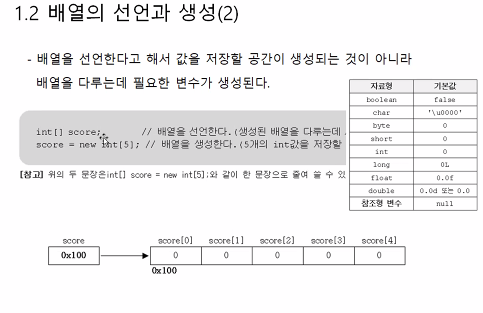 1.2 배열의 선언과 생성(2)
- 배열을 선언한다고 해서 값을 저장할 공간이 생성되는 것이 아니라
배열을 다루는데 필요한 변수가 생성된다.
int[] score; // 배열을 선언한다.(생성된 배열을 다루는데
score = new int[5]; // 배열을 생성한다.(5개의 int값을 저장할
[참고] 위의 두 문장은int[] score = new int[5];와 같이 한 문장으로 줄여 쓸 수 있
자료형 기본값
boolean false
char '\u0000'
byte 0
short 0
int 0
long 0L
float 0.0f
double 0.0d 또는 0.0
참조형 변수 null
score score[0] score[1] score[2] score[3] score[4]
0x100 0 0 0 0 0
0x100